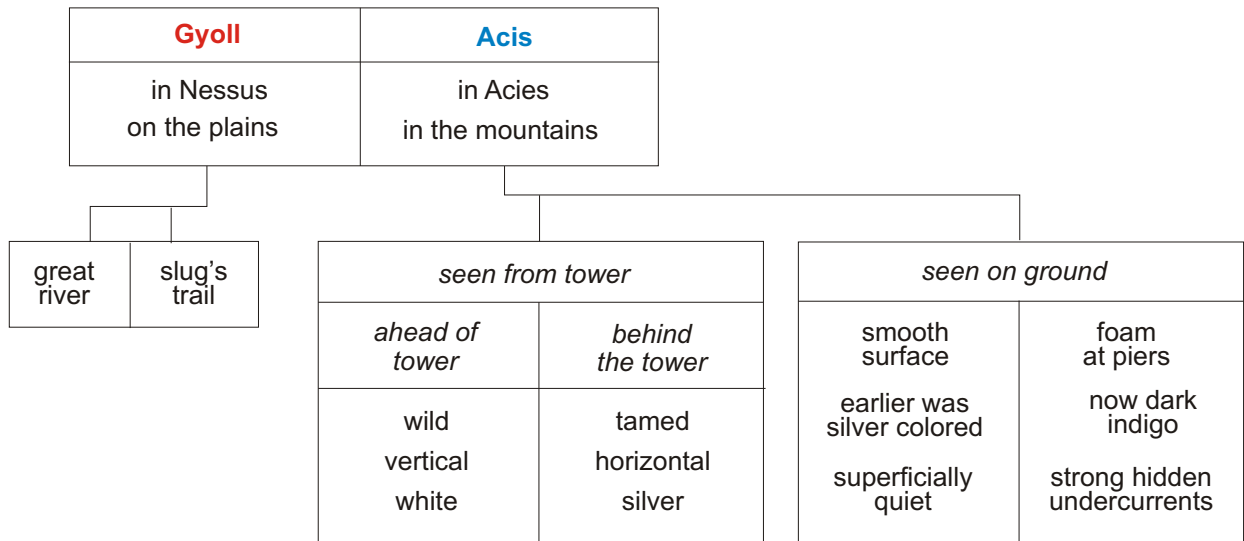 Gyoll
Acis
in Nessus
on the plains
in Acies
in the mountains
great
river
slug's
trail
seen from tower
ahead of
tower
behind
the tower
wild
vertical
white
tamed
horizontal
silver
seen on ground
smooth
surface
foam
at piers
earlier was
silver colored
now dark
indigo
superficially
quiet
strong hidden
undercurrents